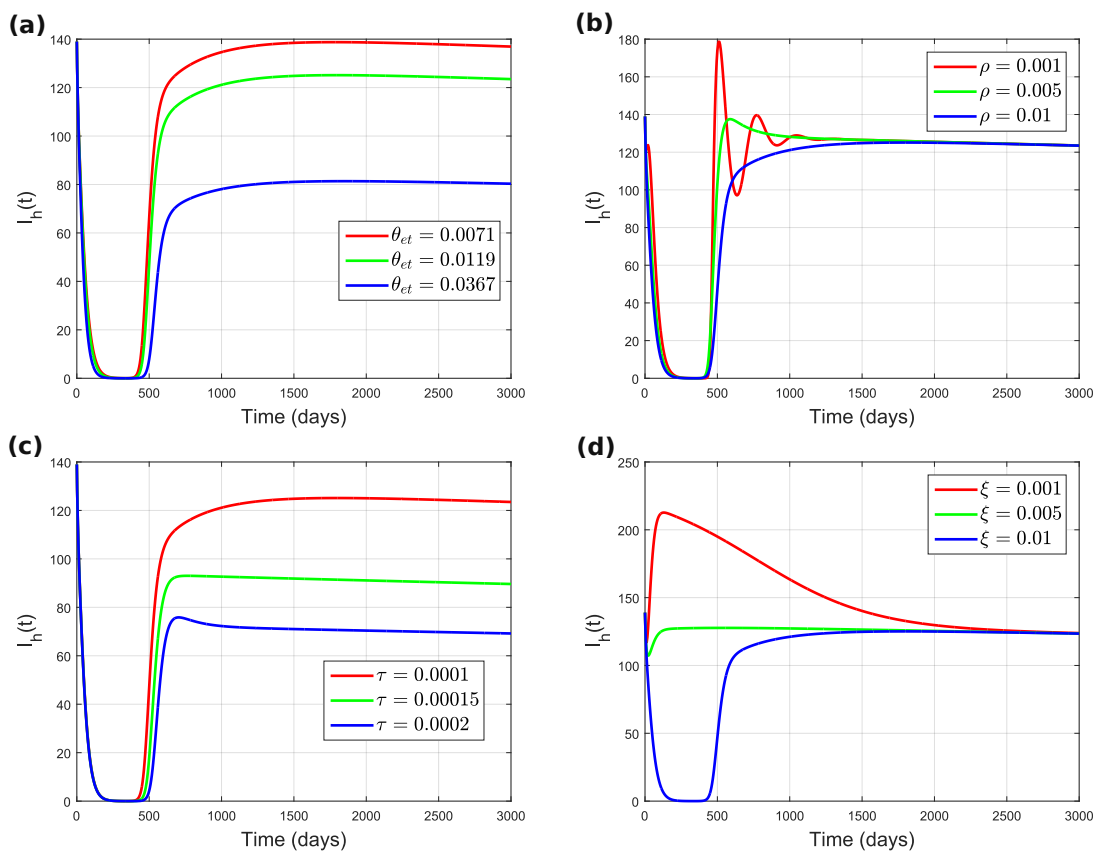 (a)
140
120
100
80
60
40
20
0
I_h(t)
0 500 1000 1500 2000 2500 3000
Time (days)
θ_et = 0.0071
θ_et = 0.0119
θ_et = 0.0367
(b)
180
160
140
120
100
80
60
40
20
0
I_h(t)
0 500 1000 1500 2000 2500 3000
Time (days)
ρ = 0.001
ρ = 0.005
ρ = 0.01
(c)
140
120
100
80
60
40
20
0
I_h(t)
0 500 1000 1500 2000 2500 3000
Time (days)
τ = 0.0001
τ = 0.00015
τ = 0.0002
(d)
250
200
150
100
50
0
I_h(t)
0 500 1000 1500 2000 2500 3000
Time (days)
ξ = 0.001
ξ = 0.005
ξ = 0.01